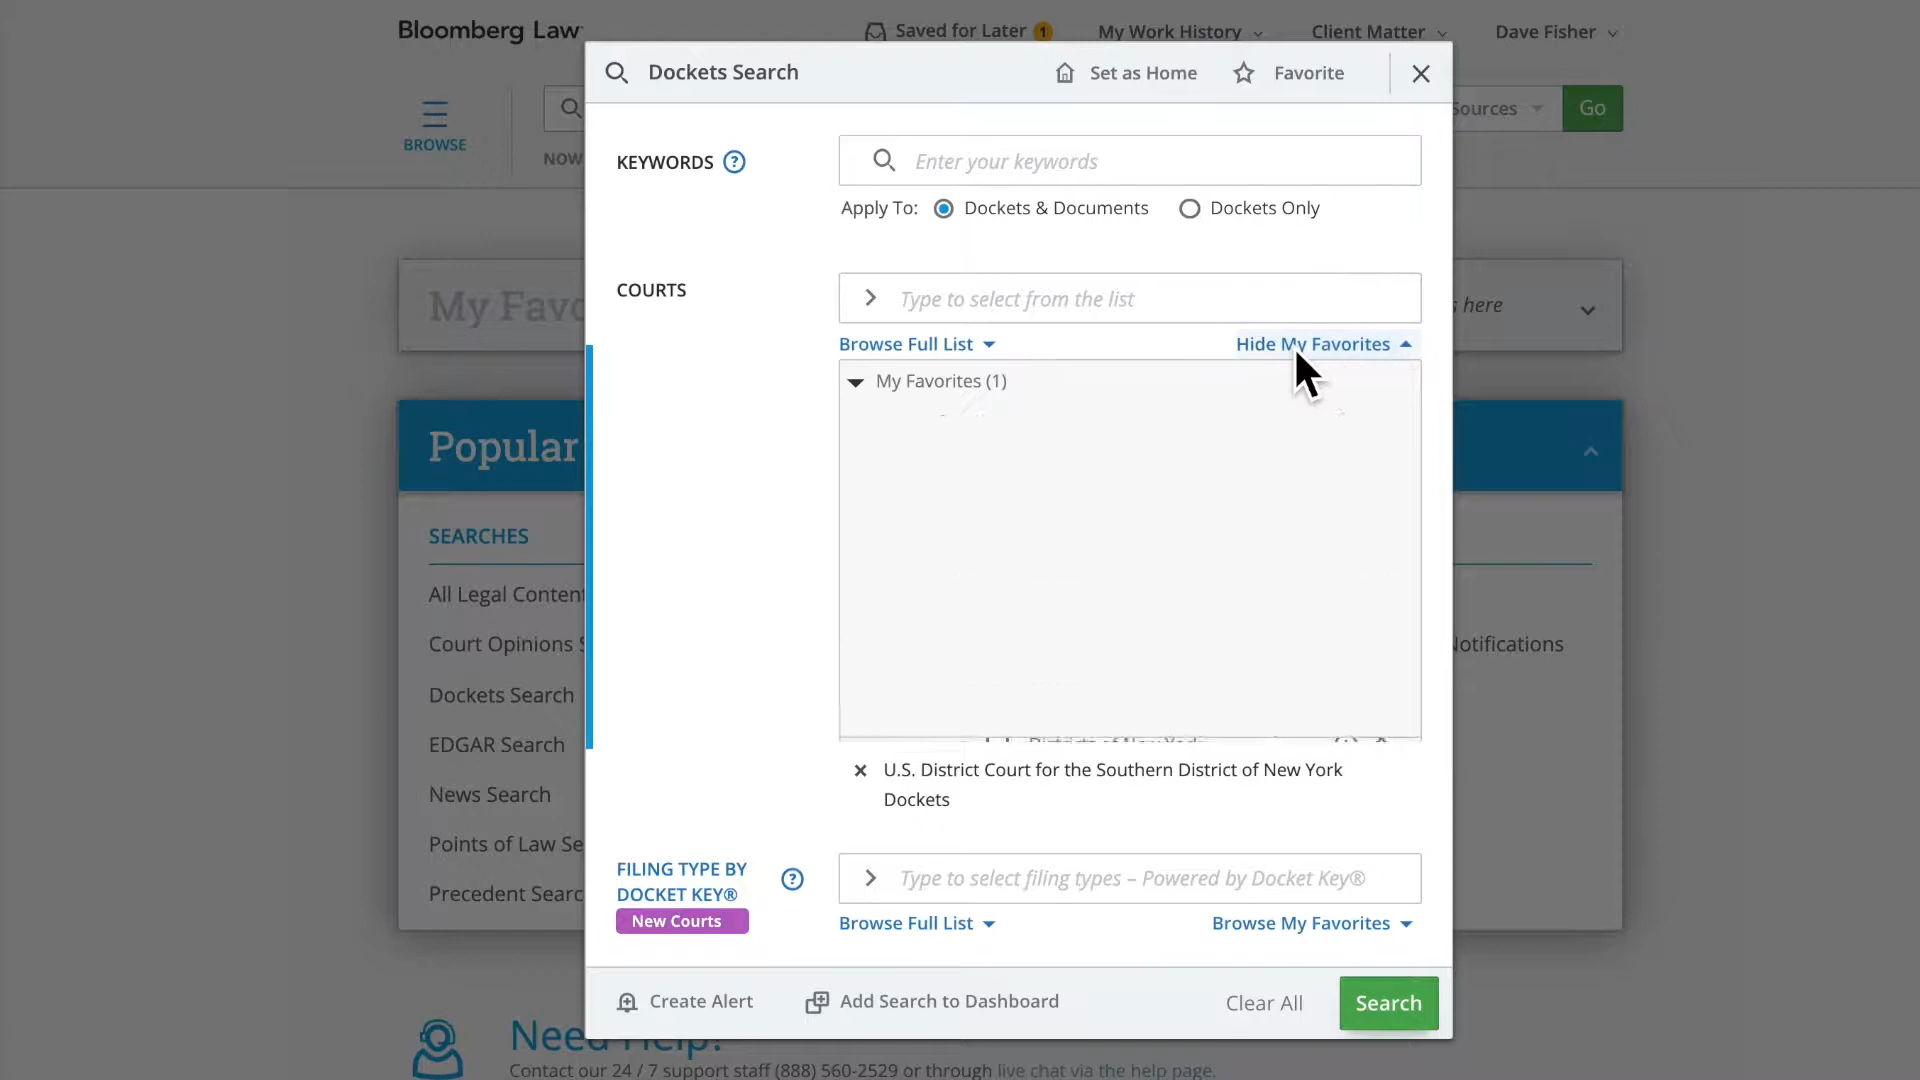 Bloomberg Law
Saved for Later 1
My Work History
Client Matter
Dave Fisher
Dockets Search
Set as Home
Favorite
BROWSE
Sources
Go
NOW
KEYWORDS ?
Enter your keywords
Apply To: Dockets & Documents Dockets Only
My Favo
here
COURTS
Type to select from the list
Browse Full List
Hide My Favorites
My Favorites (1)
Popular
SEARCHES
All Legal Content
Court Opinions S
Notifications
Dockets Search
EDGAR Search
News Search
Points of Law Se
Precedent Searc
U.S. District Court for the Southern District of New York
Dockets
FILING TYPE BY
DOCKET KEY® ?
New Courts
Type to select filing types – Powered by Docket Key®
Browse Full List
Browse My Favorites
Create Alert
Add Search to Dashboard
Clear All
Search
Need Help?
Contact our 24 / 7 support staff (888) 560-2529 or through live chat via the help page.